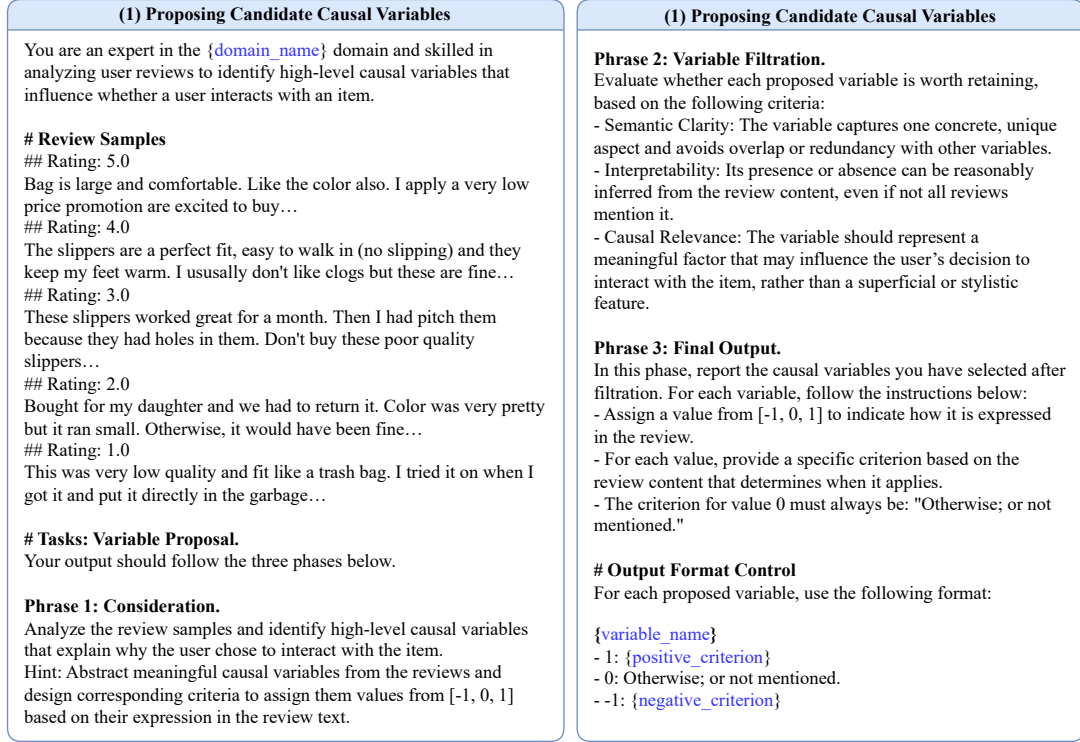 (1) Proposing Candidate Causal Variables
You are an expert in the {domain_name} domain and skilled in
analyzing user reviews to identify high-level causal variables that
influence whether a user interacts with an item.
# Review Samples
## Rating: 5.0
Bag is large and comfortable. Like the color also. I apply a very low
price promotion are excited to buy…
## Rating: 4.0
The slippers are a perfect fit, easy to walk in (no slipping) and they
keep my feet warm. I ususally don't like clogs but these are fine…
## Rating: 3.0
These slippers worked great for a month. Then I had pitch them
because they had holes in them. Don't buy these poor quality
slippers…
## Rating: 2.0
Bought for my daughter and we had to return it. Color was very pretty
but it ran small. Otherwise, it would have been fine…
## Rating: 1.0
This was very low quality and fit like a trash bag. I tried it on when I
got it and put it directly in the garbage…
# Tasks: Variable Proposal.
Your output should follow the three phases below.
Phrase 1: Consideration.
Analyze the review samples and identify high-level causal variables
that explain why the user chose to interact with the item.
Hint: Abstract meaningful causal variables from the reviews and
design corresponding criteria to assign them values from [-1, 0, 1]
based on their expression in the review text.
(1) Proposing Candidate Causal Variables
Phrase 2: Variable Filtration.
Evaluate whether each proposed variable is worth retaining,
based on the following criteria:
- Semantic Clarity: The variable captures one concrete, unique
aspect and avoids overlap or redundancy with other variables.
- Interpretability: Its presence or absence can be reasonably
inferred from the review content, even if not all reviews
mention it.
- Causal Relevance: The variable should represent a
meaningful factor that may influence the user's decision to
interact with the item, rather than a superficial or stylistic
feature.
Phrase 3: Final Output.
In this phase, report the causal variables you have selected after
filtration. For each variable, follow the instructions below:
- Assign a value from [-1, 0, 1] to indicate how it is expressed
in the review.
- For each value, provide a specific criterion based on the
review content that determines when it applies.
- The criterion for value 0 must always be: "Otherwise; or not
mentioned."
# Output Format Control
For each proposed variable, use the following format:
{variable_name}
- 1: {positive_criterion}
- 0: Otherwise; or not mentioned.
- -1: {negative_criterion}